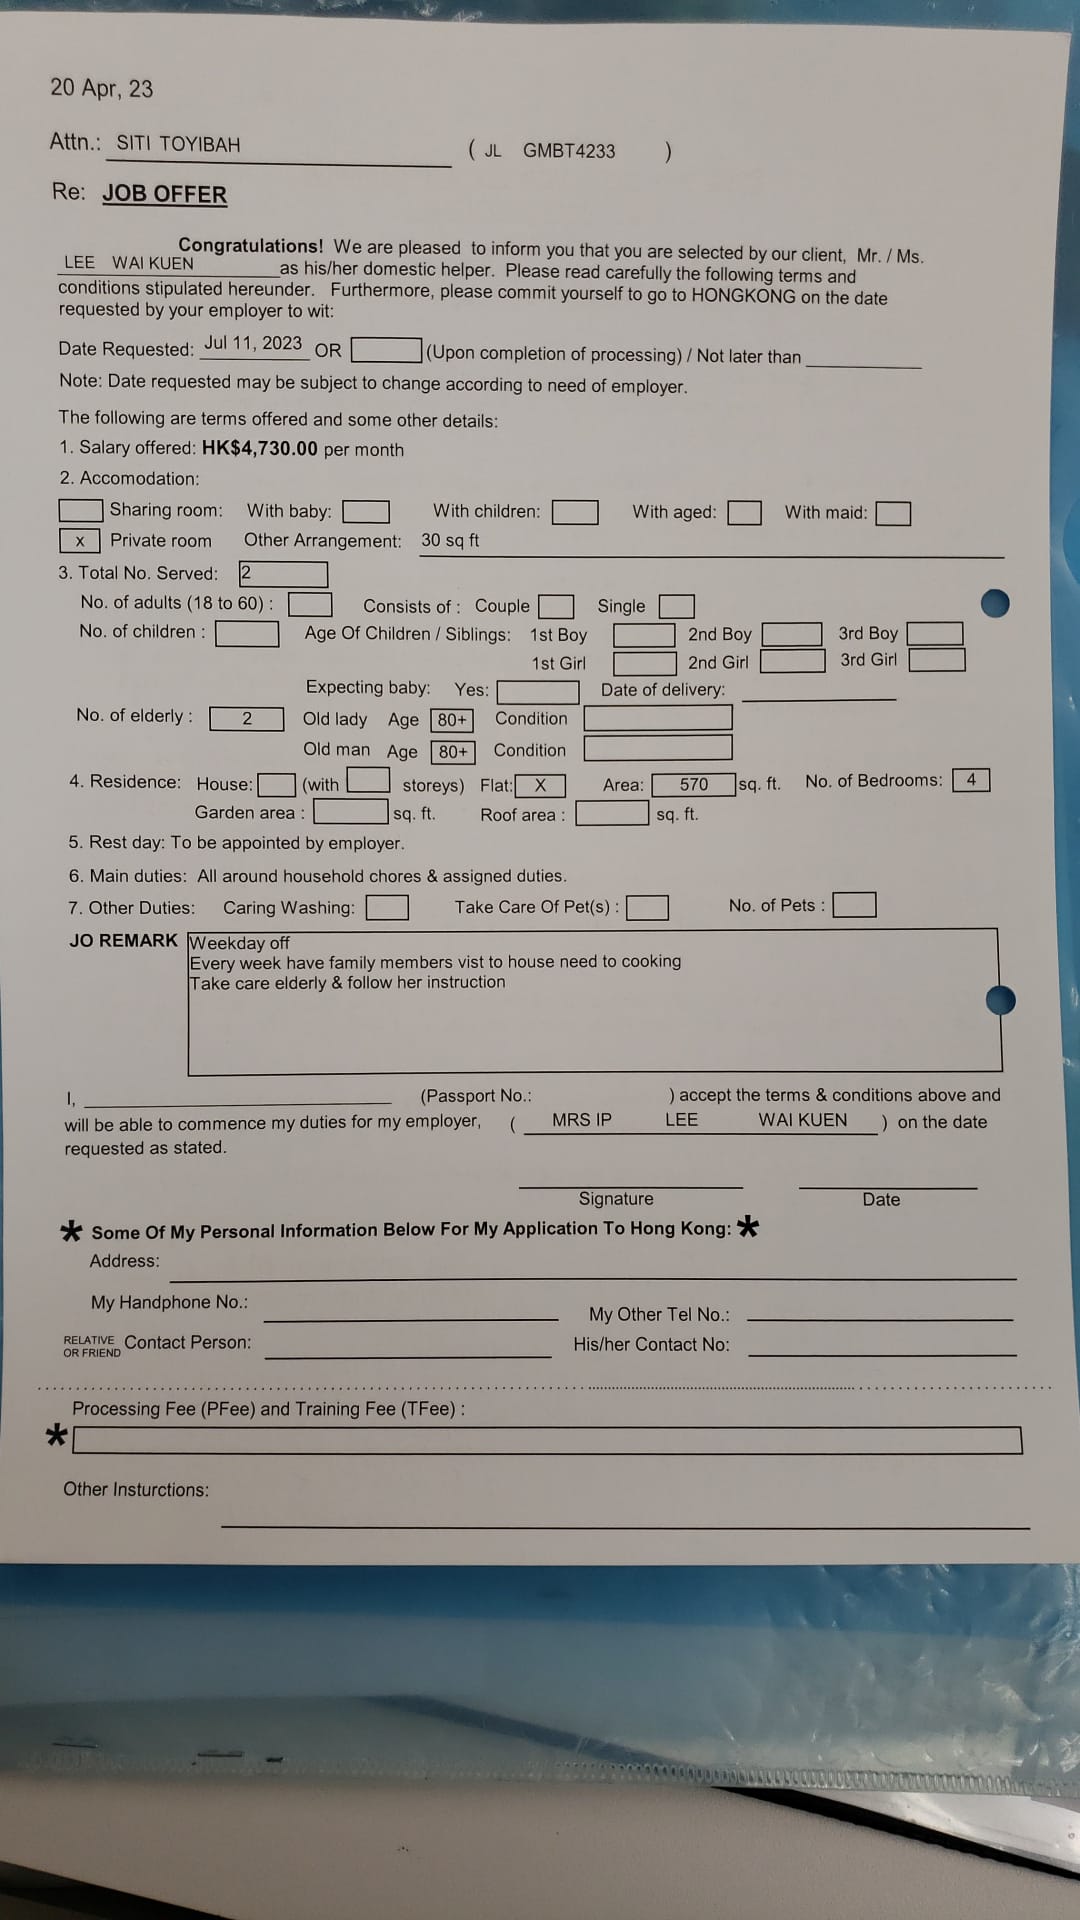 20 Apr, 23
Attn.: SITI TOYIBAH ( JL GMBT4233 )
Re: JOB OFFER
Congratulations! We are pleased to inform you that you are selected by our client, Mr. / Ms.
LEE WAI KUEN as his/her domestic helper. Please read carefully the following terms and
conditions stipulated hereunder. Furthermore, please commit yourself to go to HONGKONG on the date
requested by your employer to wit:
Date Requested: Jul 11, 2023 OR (Upon completion of processing) / Not later than
Note: Date requested may be subject to change according to need of employer.
The following are terms offered and some other details:
1. Salary offered: HK$4,730.00 per month
2. Accomodation:
Sharing room: With baby: With children: With aged: With maid:
x Private room Other Arrangement: 30 sq ft
3. Total No. Served: 2
No. of adults (18 to 60) : Consists of : Couple Single
No. of children : Age Of Children / Siblings: 1st Boy 2nd Boy 3rd Boy
1st Girl 2nd Girl 3rd Girl
Expecting baby: Yes: Date of delivery:
No. of elderly : 2 Old lady Age 80+ Condition
Old man Age 80+ Condition
4. Residence: House: (with storeys) Flat: X Area: 570 sq. ft. No. of Bedrooms: 4
Garden area : sq. ft. Roof area : sq. ft.
5. Rest day: To be appointed by employer.
6. Main duties: All around household chores & assigned duties.
7. Other Duties: Caring Washing: Take Care Of Pet(s) : No. of Pets :
JO REMARK Weekday off
Every week have family members vist to house need to cooking
Take care elderly & follow her instruction
I, (Passport No.: ) accept the terms & conditions above and
will be able to commence my duties for my employer, ( MRS IP LEE WAI KUEN ) on the date
requested as stated.
Signature Date
* Some Of My Personal Information Below For My Application To Hong Kong: *
Address:
My Handphone No.: My Other Tel No.:
RELATIVE OR FRIEND Contact Person: His/her Contact No:
Processing Fee (PFee) and Training Fee (TFee) :
*
Other Insturctions: